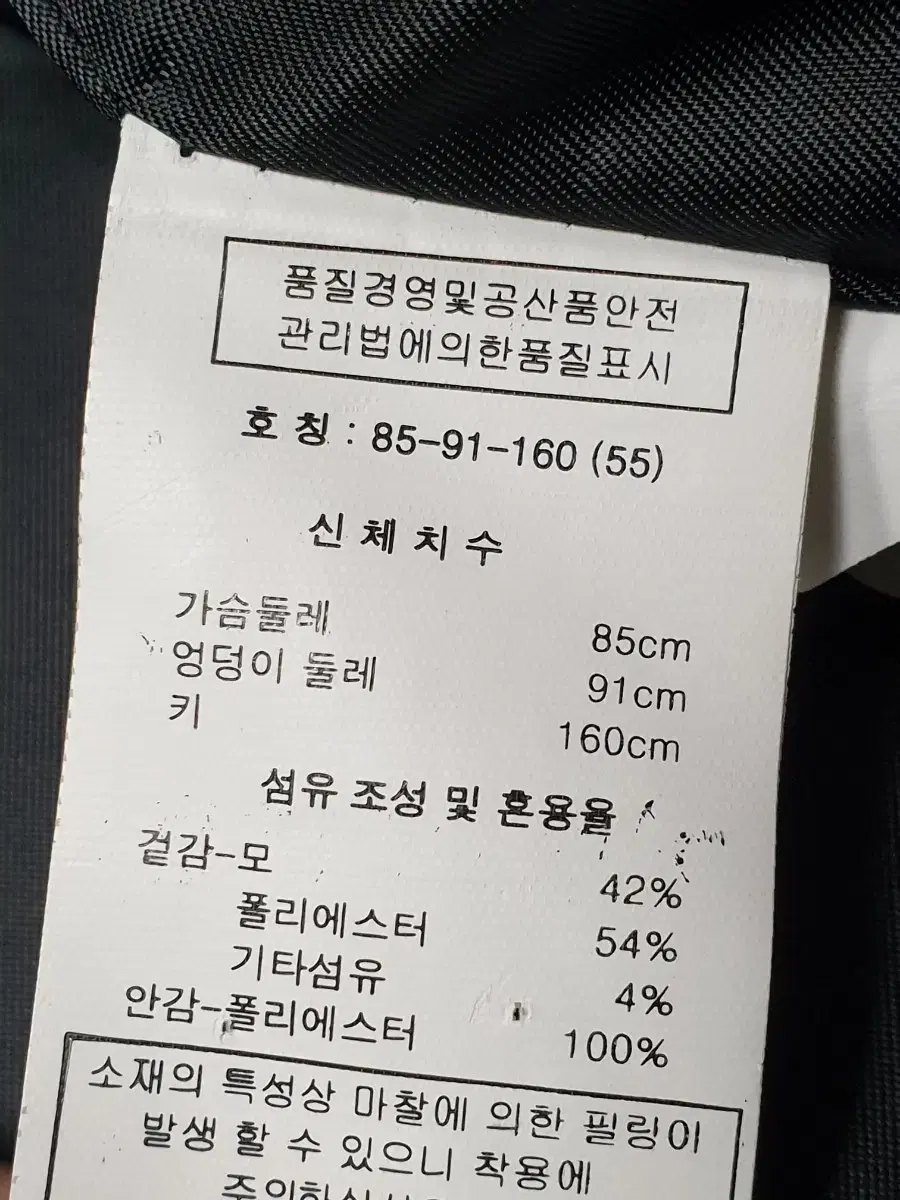 품질경영및공산품안전
관리법에의한품질표시
호 칭 : 85-91-160 (55)
신 체 치 수
가슴둘레 85cm
엉덩이 둘레 91cm
키 160cm
섬유 조성 및 혼용율
겉감-모 42%
폴리에스터 54%
기타섬유 4%
안감-폴리에스터 100%
소재의 특성상 마찰에 의한 필링이
발생 할 수 있으니 착용에